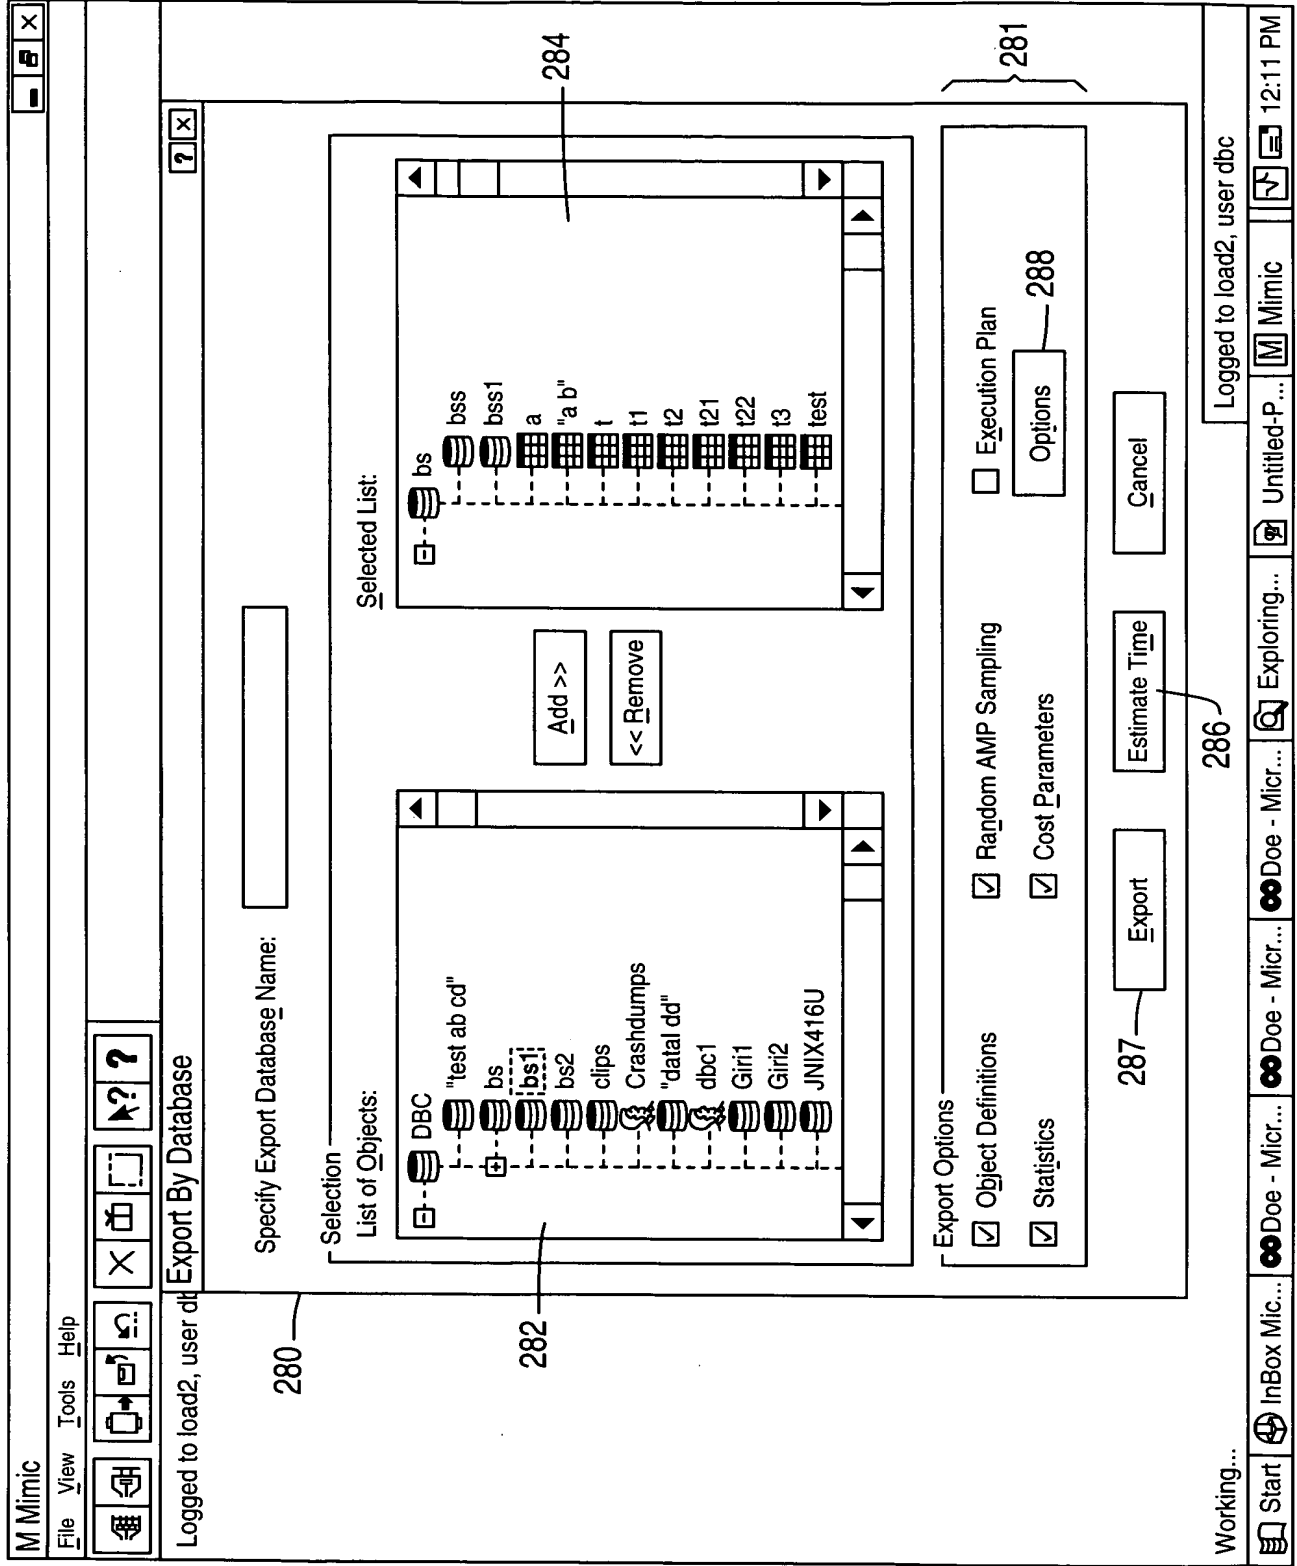 M Mimic
File View Tools Help
Logged to load2, user db
Export By Database
?
Specify Export Database Name:
Selection
List of Objects:
DBC
"test ab cd"
bs
bs1
bs2
clips
Crashdumps
"datal dd"
dbc1
Giri1
Giri2
JNIX416U
Add >>
<< Remove
Selected List:
bs
bss
bss1
a
"a b"
t
t1
t2
t21
t22
t3
test
Export Options
Object Definitions
Random AMP Sampling
Execution Plan
Statistics
Cost Parameters
Options
Export
Estimate Time
Cancel
280
282
284
281
288
287
286
Working...
Logged to load2, user dbc
Start
InBox Mic...
Doe - Micr...
Doe - Micr...
Doe - Micr...
Exploring...
Untitled-P...
M Mimic
12:11 PM